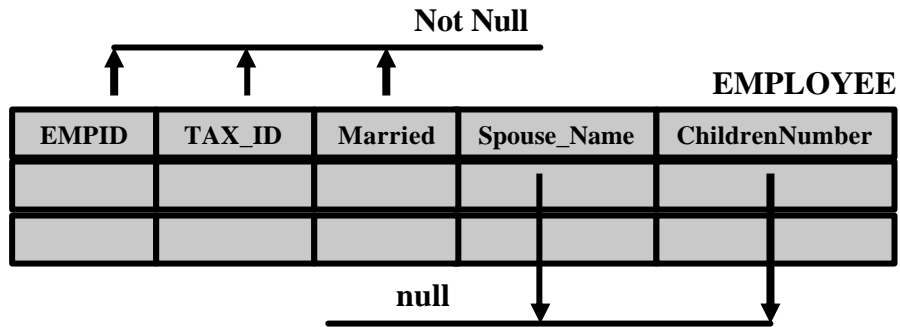 Not Null
EMPLOYEE
EMPID TAX_ID Married Spouse_Name ChildrenNumber
null